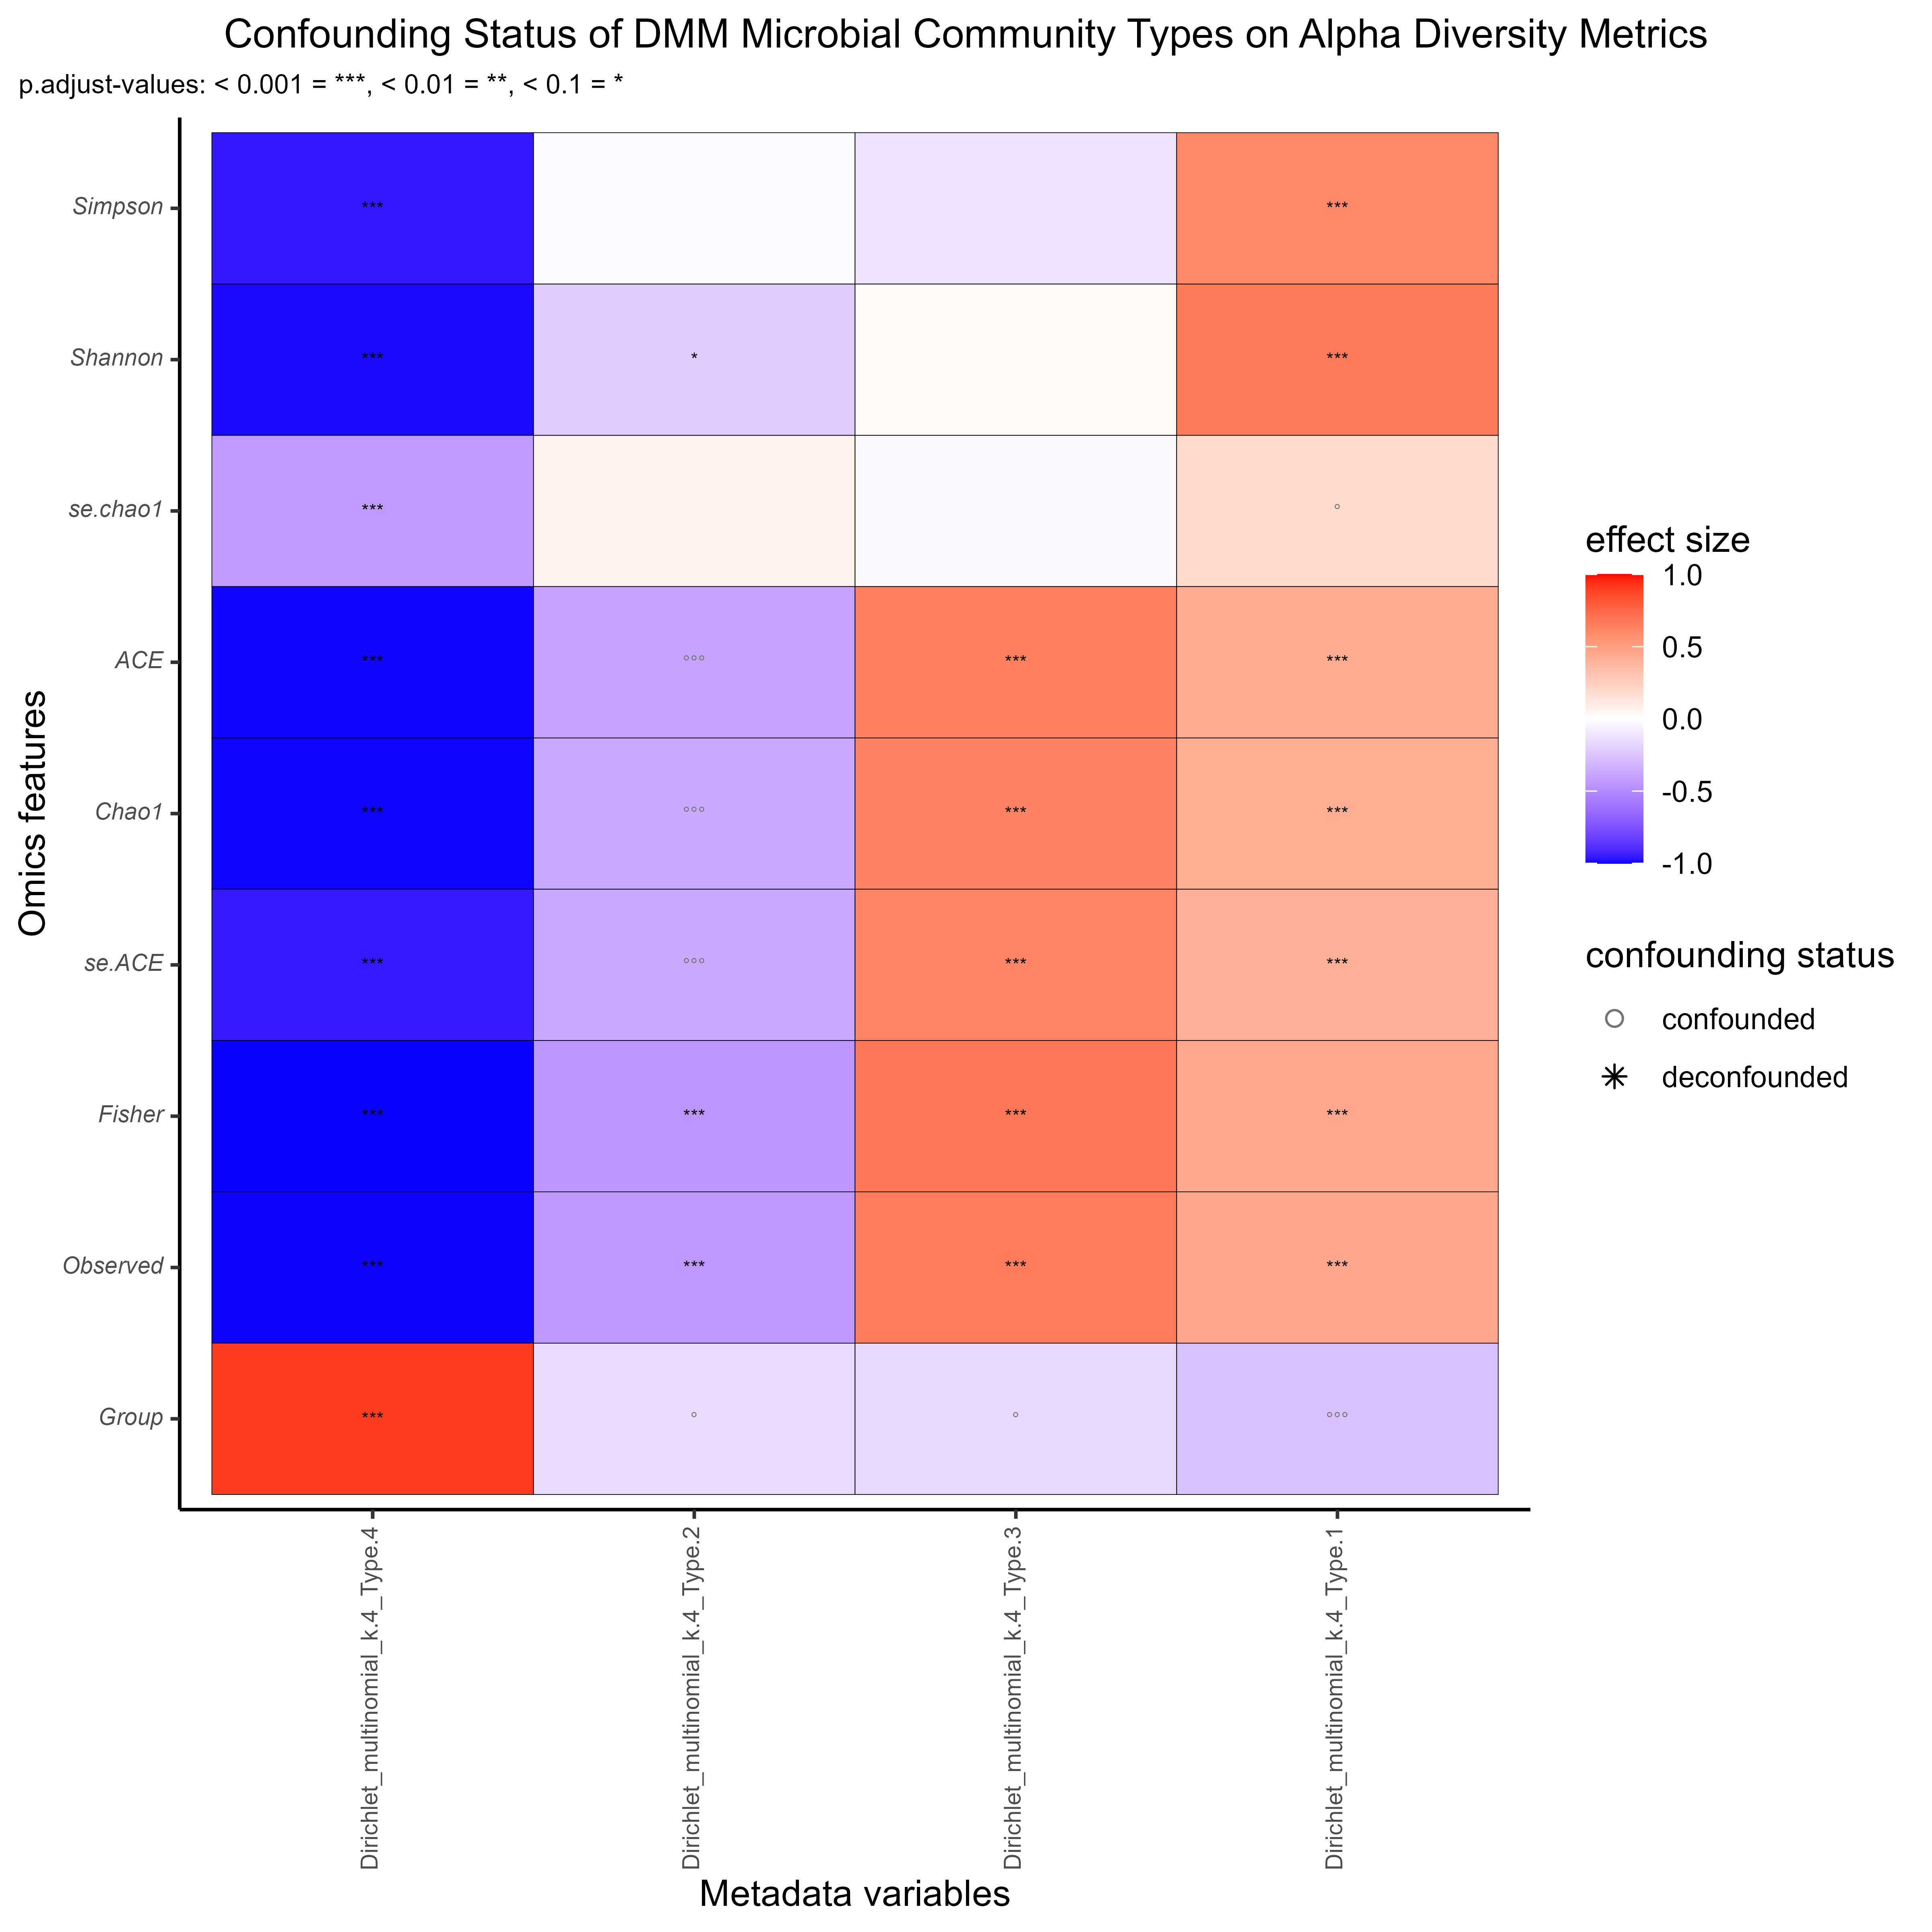 Confounding Status of DMM Microbial Community Types on Alpha Diversity Metrics
p.adjust-values: < 0.001 = ***, < 0.01 = **, < 0.1 = *
Omics features
Simpson
*** ***
Shannon
*** * ***
se.chao1
*** °
ACE
*** °°° *** ***
Chao1
*** °°° *** ***
se.ACE
*** °°° *** ***
Fisher
*** *** *** ***
Observed
*** *** *** ***
Group
*** ° ° °°°
Dirichlet_multinomial_k.4_Type.4
Dirichlet_multinomial_k.4_Type.2
Dirichlet_multinomial_k.4_Type.3
Dirichlet_multinomial_k.4_Type.1
Metadata variables
effect size
1.0
0.5
0.0
-0.5
-1.0
confounding status
confounded
deconfounded